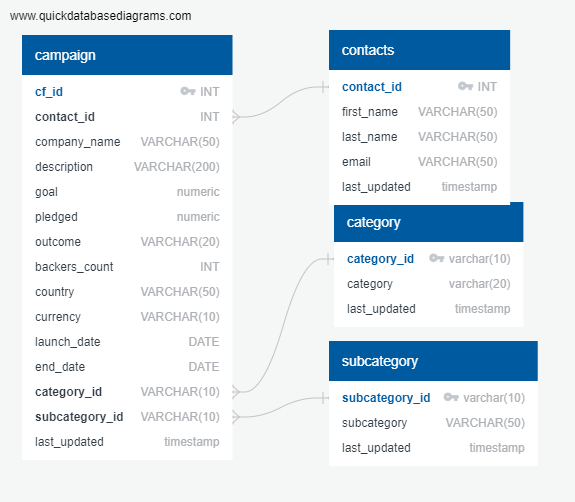 www.quickdatabasediagrams.com
campaign
cf_id INT
contact_id INT
company_name VARCHAR(50)
description VARCHAR(200)
goal numeric
pledged numeric
outcome VARCHAR(20)
backers_count INT
country VARCHAR(50)
currency VARCHAR(10)
launch_date DATE
end_date DATE
category_id VARCHAR(10)
subcategory_id VARCHAR(10)
last_updated timestamp
contacts
contact_id INT
first_name VARCHAR(50)
last_name VARCHAR(50)
email VARCHAR(50)
last_updated timestamp
category
category_id varchar(10)
category varchar(20)
last_updated timestamp
subcategory
subcategory_id varchar(10)
subcategory VARCHAR(50)
last_updated timestamp